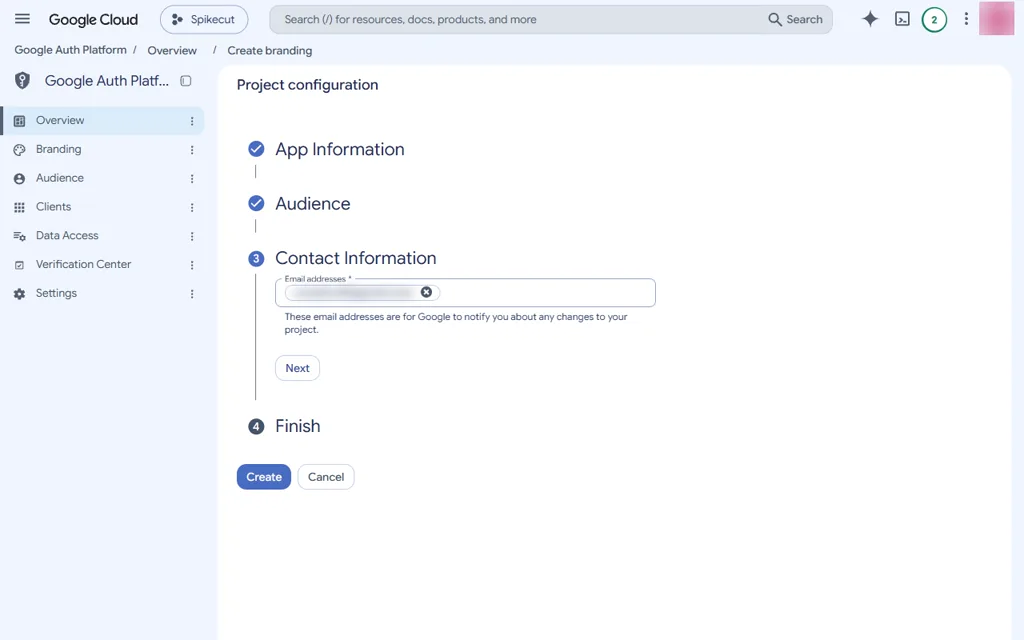 Google Cloud
Spikecut
Search (/) for resources, docs, products, and more
Search
2
Google Auth Platform / Overview / Create branding
Google Auth Platf...
Overview
Branding
Audience
Clients
Data Access
Verification Center
Settings
Project configuration
App Information
Audience
3 Contact Information
Email addresses *
These email addresses are for Google to notify you about any changes to your
project.
Next
4 Finish
Create
Cancel